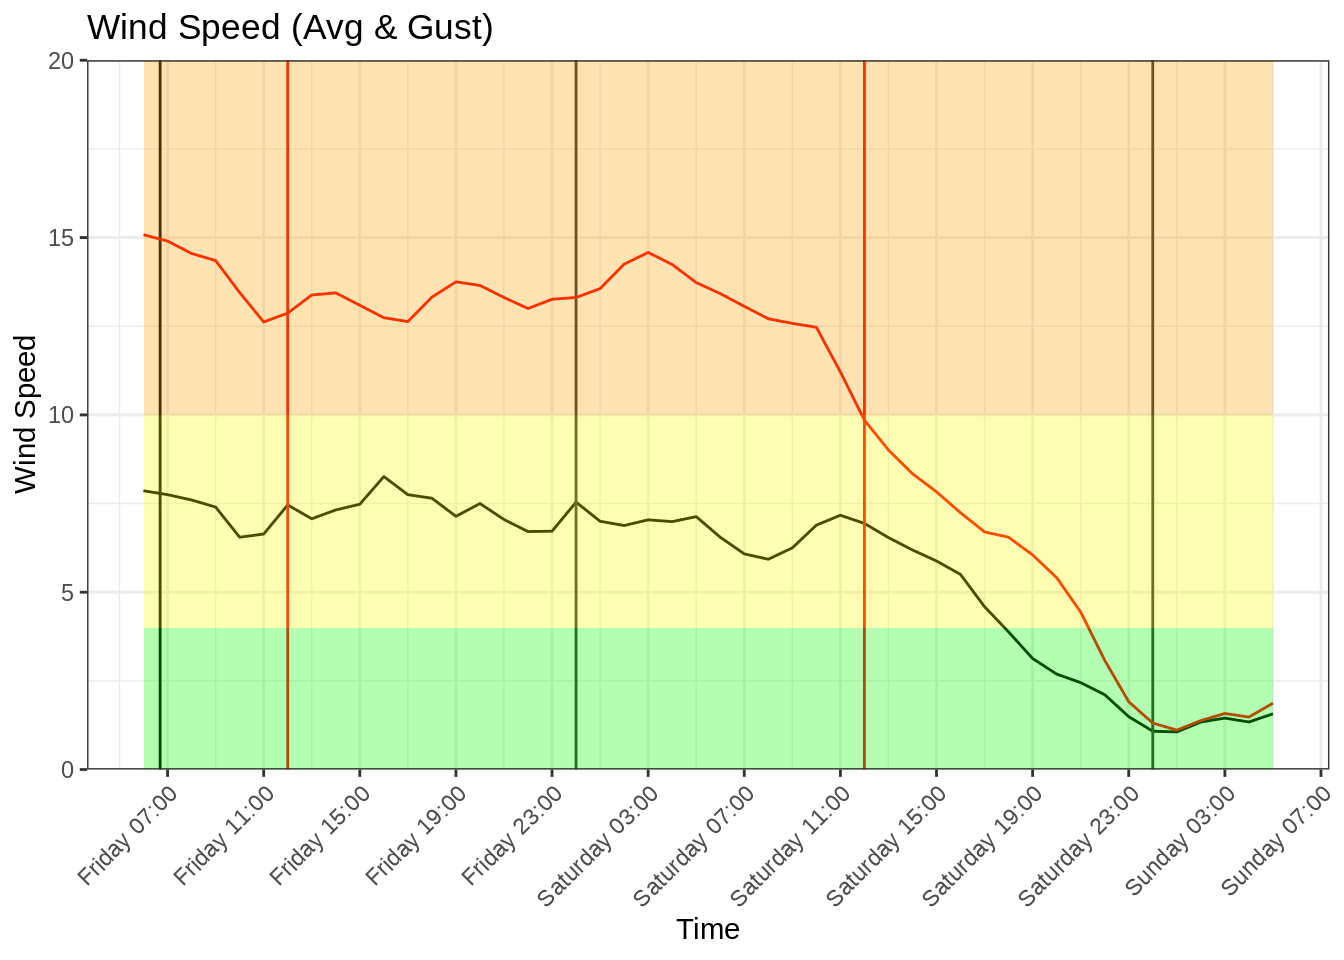 Wind Speed (Avg & Gust)
20
15
10
5
0
Wind Speed
Friday 07:00
Friday 11:00
Friday 15:00
Friday 19:00
Friday 23:00
Saturday 03:00
Saturday 07:00
Saturday 11:00
Saturday 15:00
Saturday 19:00
Saturday 23:00
Sunday 03:00
Sunday 07:00
Time